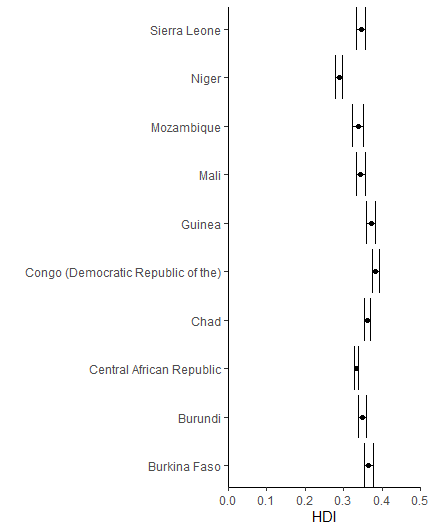 Sierra Leone
Niger
Mozambique
Mali
Guinea
Congo (Democratic Republic of the)
Chad
Central African Republic
Burundi
Burkina Faso
0.0 0.1 0.2 0.3 0.4 0.5
HDI